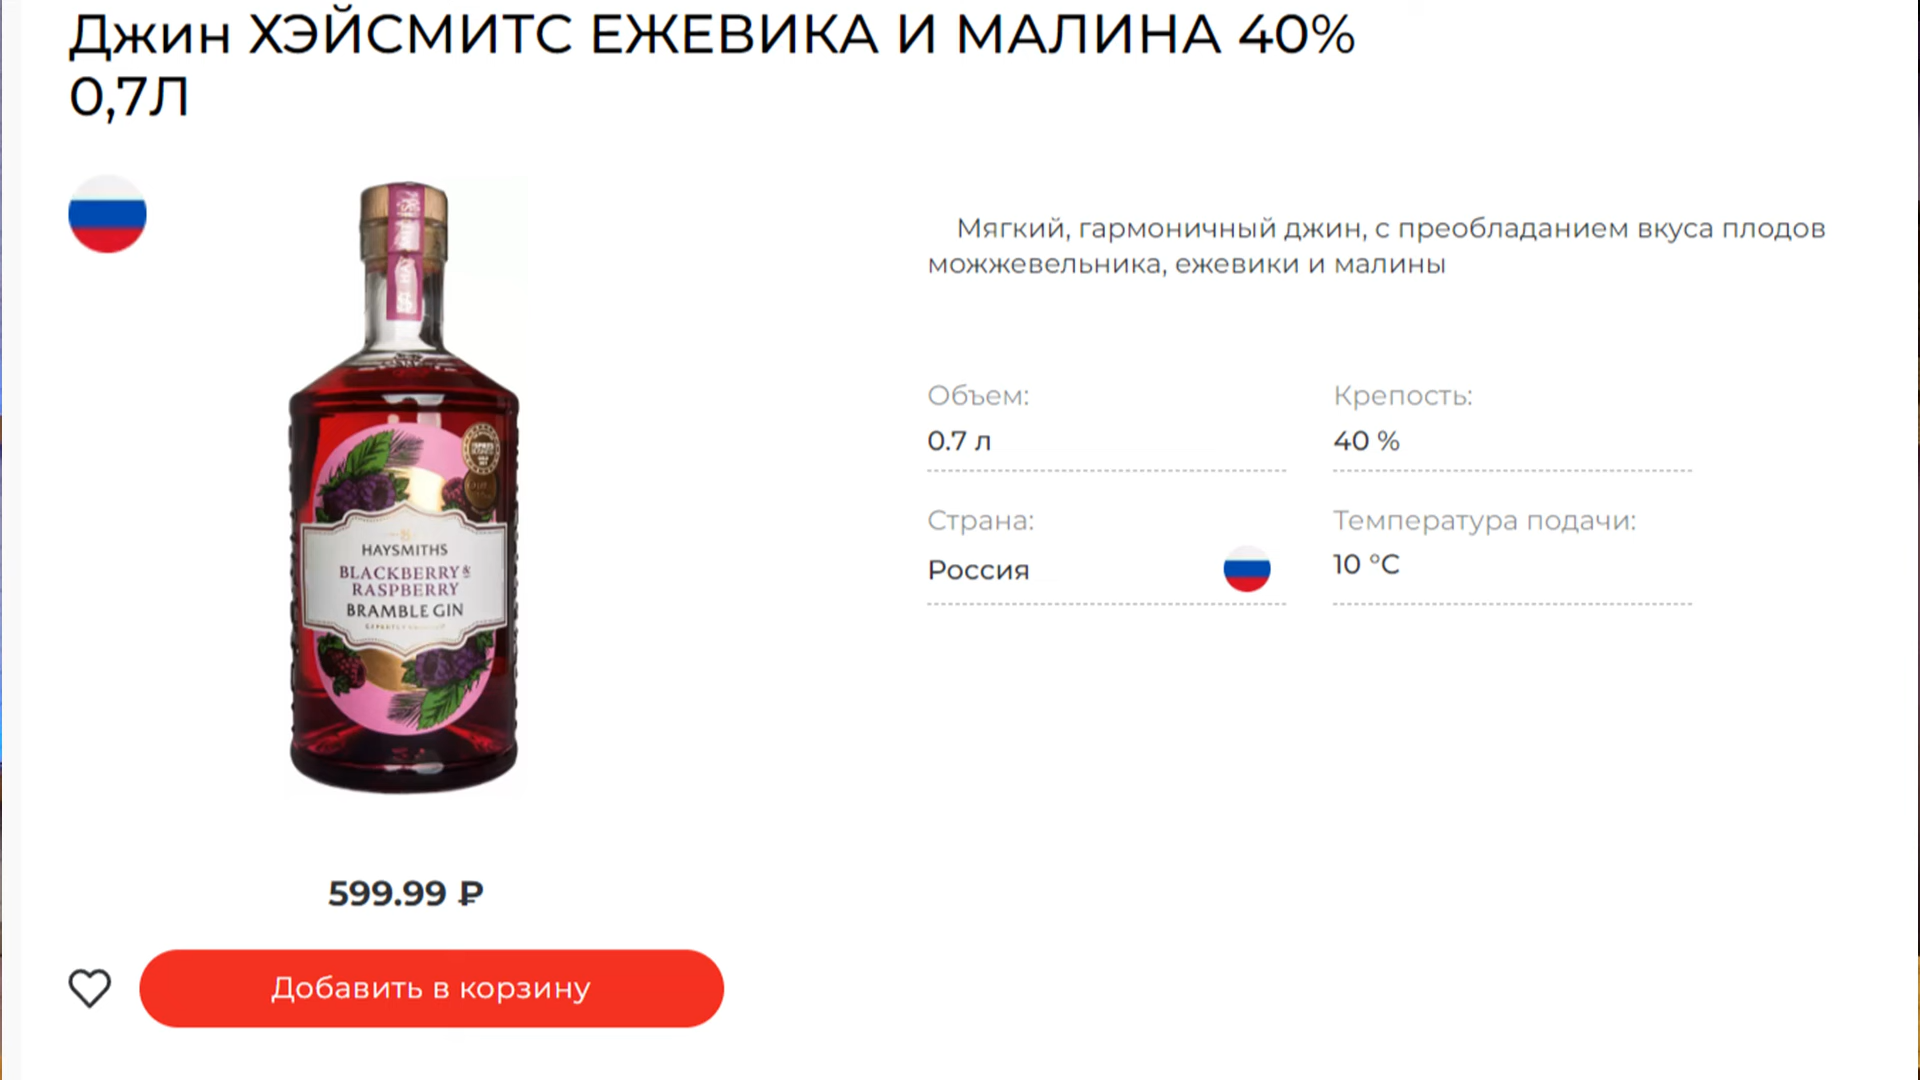 Джин ХЭЙСМИТС ЕЖЕВИКА И МАЛИНА 40%
0,7Л
Мягкий, гармоничный джин, с преобладанием вкуса плодов
можжевельника, ежевики и малины
Объем:
0.7 л
Крепость:
40 %
Страна:
Россия
Температура подачи:
10 °C
HAYSMITHS
BLACKBERRY &
RASPBERRY
BRAMBLE GIN
599.99 ₽
Добавить в корзину